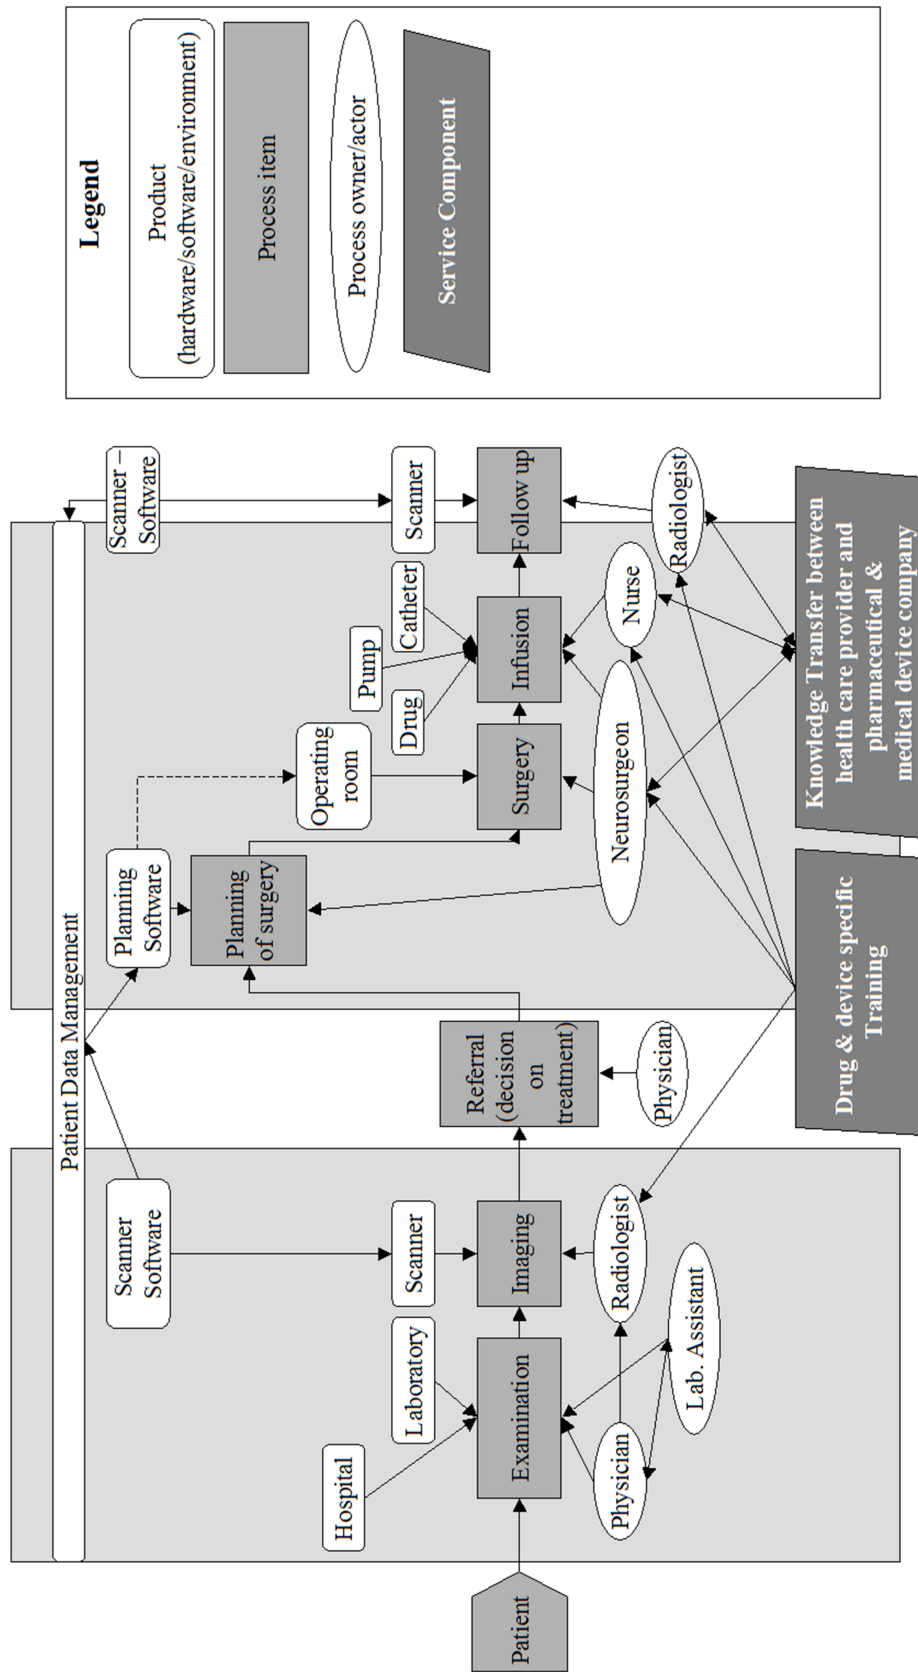 Patient Data Management
Scanner
Software
Planning
Software
Scanner –
Software
Hospital
Laboratory
Scanner
Operating
room
Drug
Pump
Catheter
Scanner
Patient
Examination
Imaging
Referral
(decision
on
treatment)
Planning
of surgery
Surgery
Infusion
Follow up
Physician
Radiologist
Lab. Assistant
Physician
Neurosurgeon
Nurse
Radiologist
Drug & device specific
Training
Knowledge Transfer between
health care provider and
pharmaceutical &
medical device company
Legend
Product
(hardware/software/environment)
Process item
Process owner/actor
Service Component